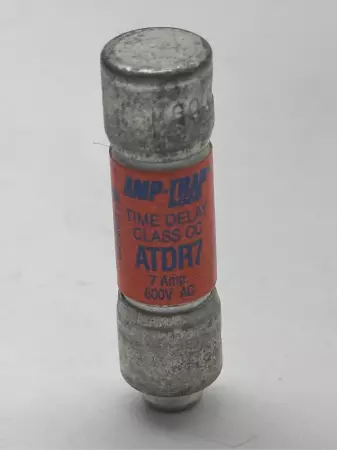 AMP-TRAP
TIME DELAY
CLASS CC
ATDR7
7 Amp.
600V AC